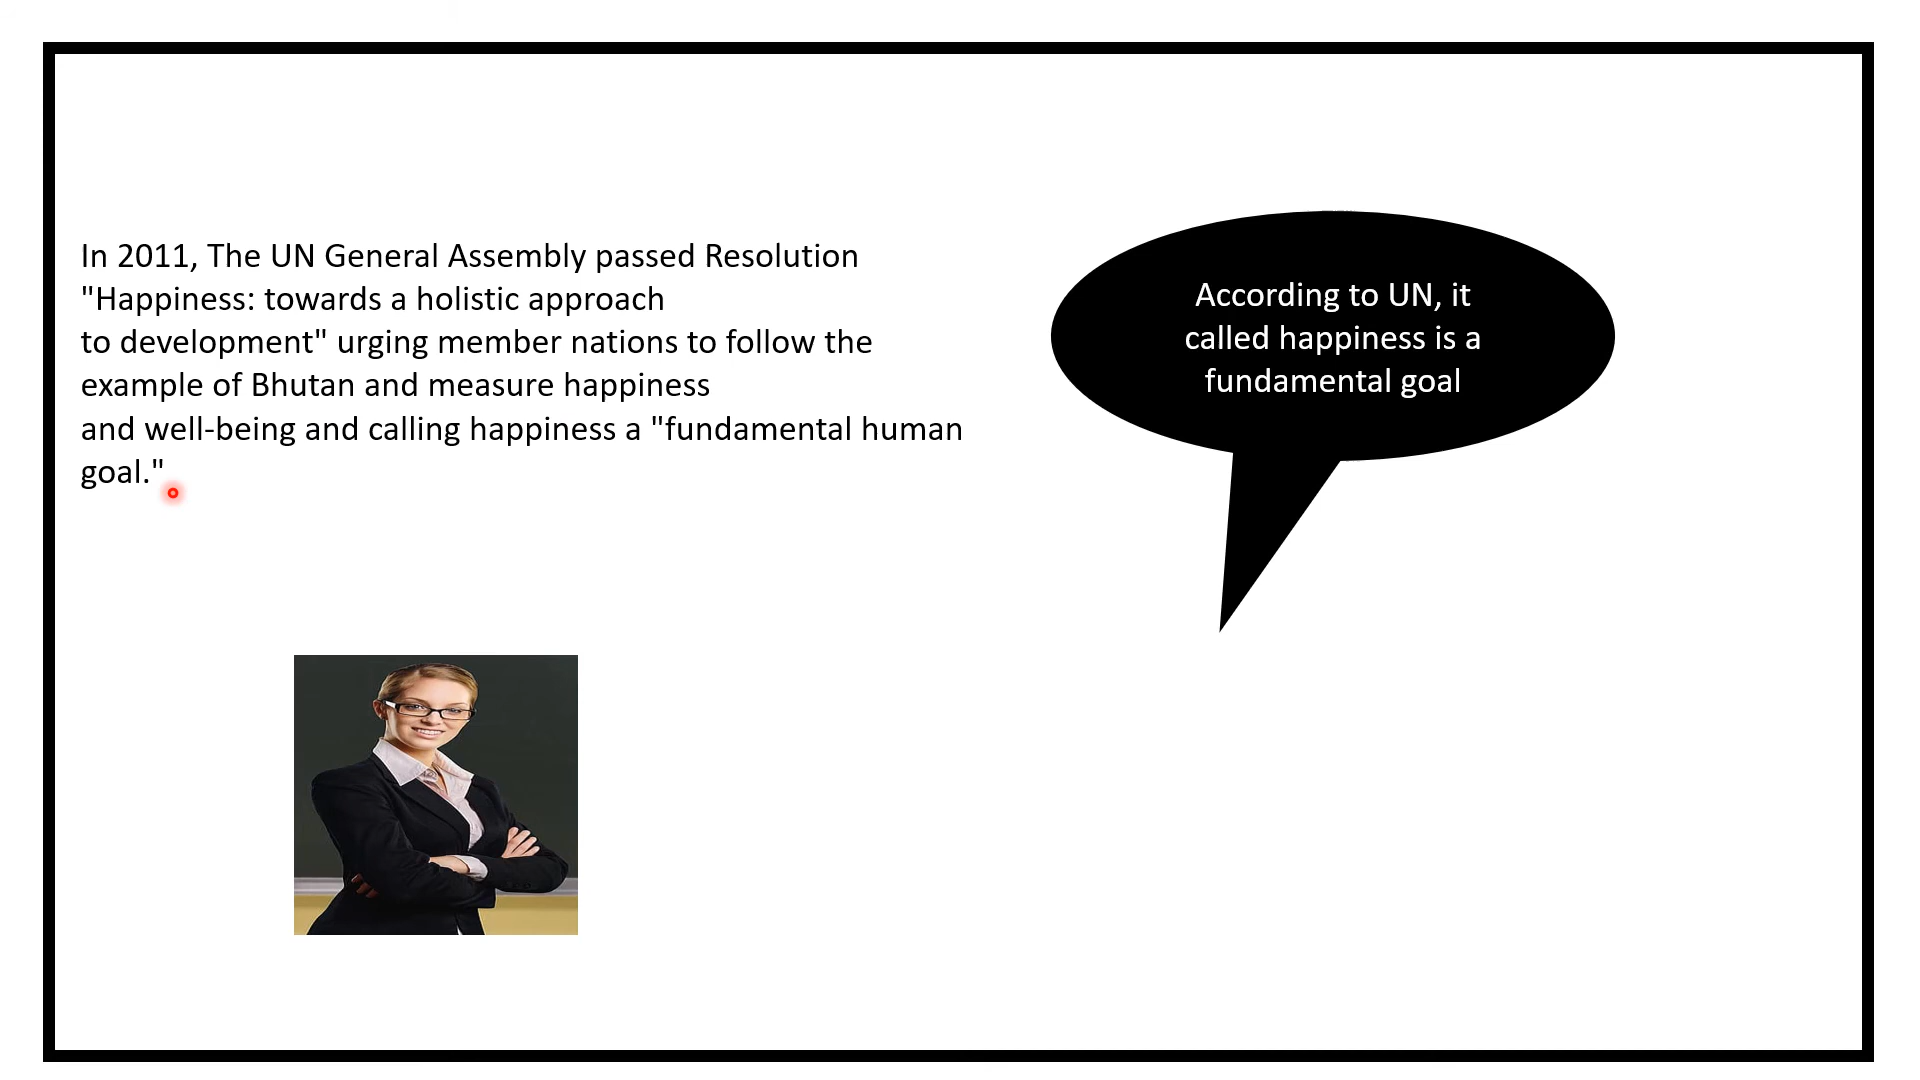 In 2011, The UN General Assembly passed Resolution
"Happiness: towards a holistic approach
to development" urging member nations to follow the
example of Bhutan and measure happiness
and well-being and calling happiness a "fundamental human
goal."
According to UN, it
called happiness is a
fundamental goal